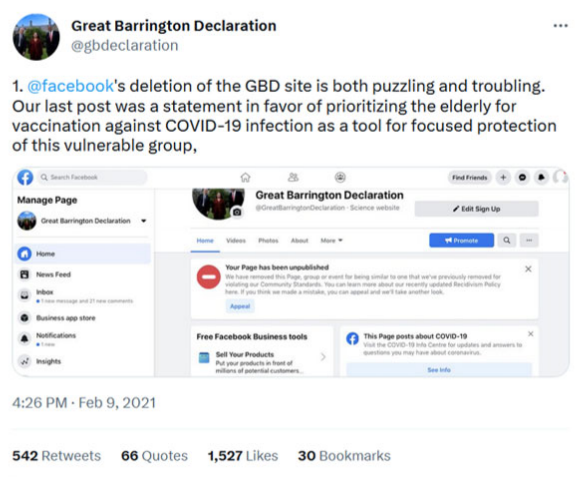 Great Barrington Declaration
@gbdeclaration
1. @facebook's deletion of the GBD site is both puzzling and troubling.
Our last post was a statement in favor of prioritizing the elderly for
vaccination against COVID-19 infection as a tool for focused protection
of this vulnerable group,
Search Facebook
Find Friends
Manage Page
Great Barrington Declaration
Home
News Feed
Inbox
1 new message and 21 new comments
Business app store
Notifications
1 new
Insights
Great Barrington Declaration
@GreatBarringtonDeclaration · Science website
Edit Sign Up
Home Videos Photos About More
Promote
Your Page has been unpublished
We have removed this Page, group or event for being similar to one that we've previously removed for
violating our Community Standards. You can learn more about our recently updated Recidivism Policy
here. If you think we made a mistake, you can appeal and we'll take another look.
Appeal
Free Facebook Business tools
Sell Your Products
Put your products in front of
millions of potential customers...
This Page posts about COVID-19
Visit the COVID-19 Info Centre for updates and answers to
questions you may have about coronavirus.
See Info
4:26 PM · Feb 9, 2021
542 Retweets 66 Quotes 1,527 Likes 30 Bookmarks